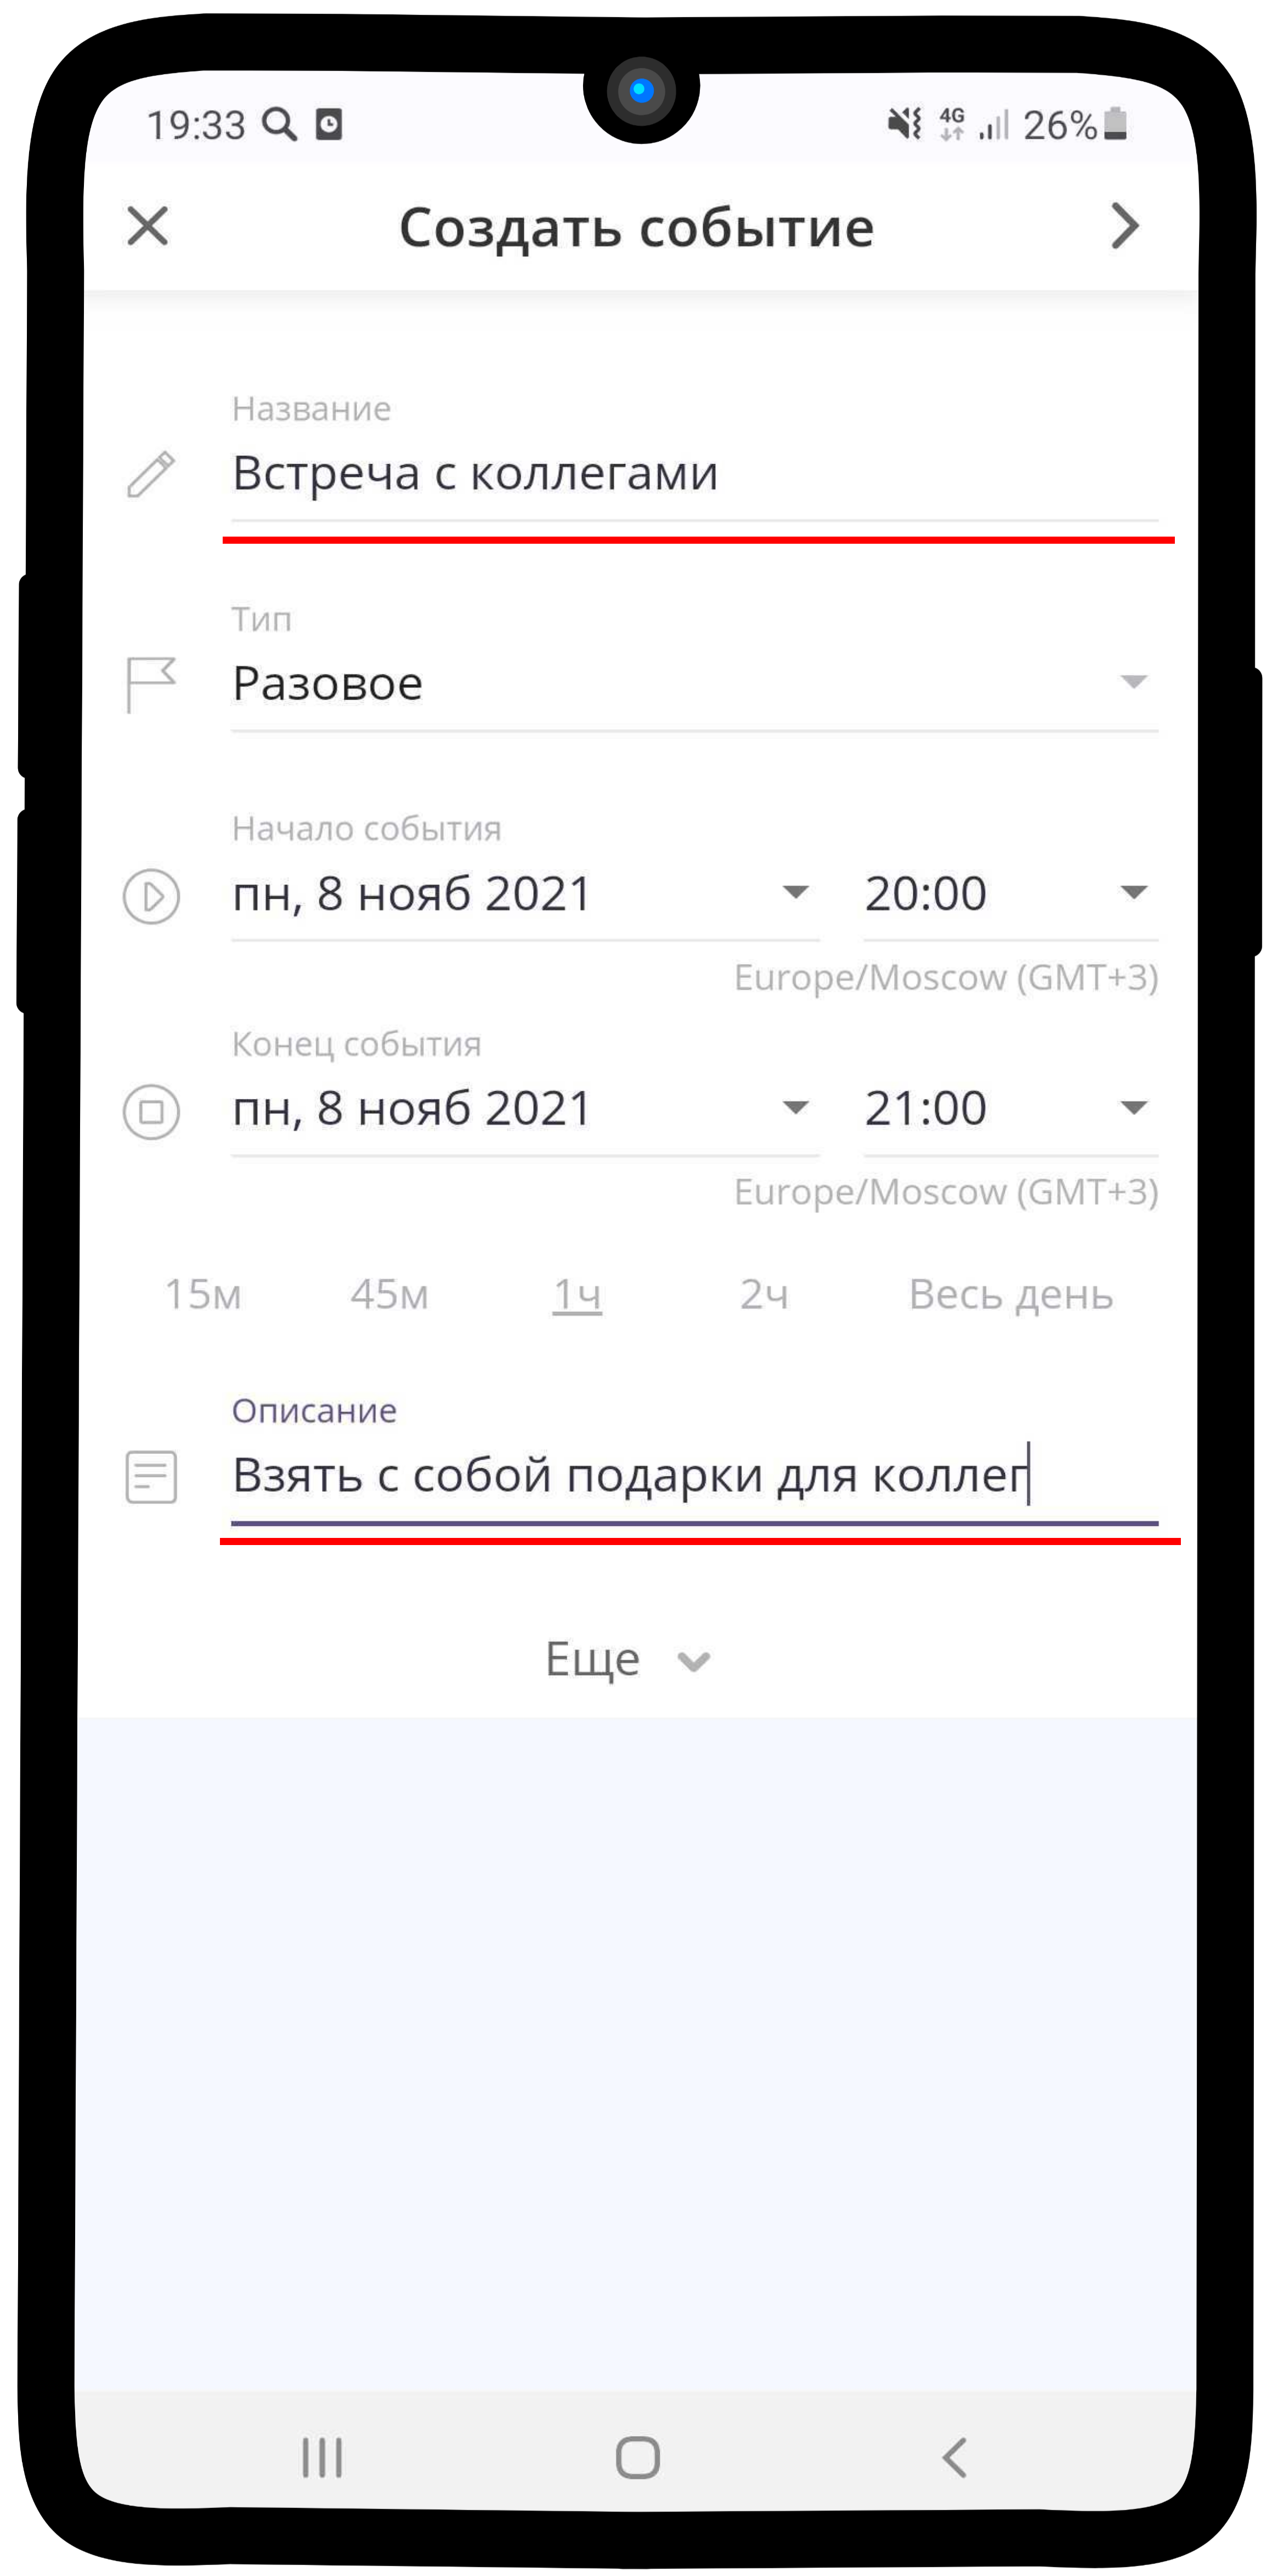 19:33 4G 26%
Создать событие
Название
Встреча с коллегами
Тип
Разовое
Начало события
пн, 8 нояб 2021 20:00
Europe/Moscow (GMT+3)
Конец события
пн, 8 нояб 2021 21:00
Europe/Moscow (GMT+3)
15м 45м 1ч 2ч Весь день
Описание
Взять с собой подарки для коллег
Еще